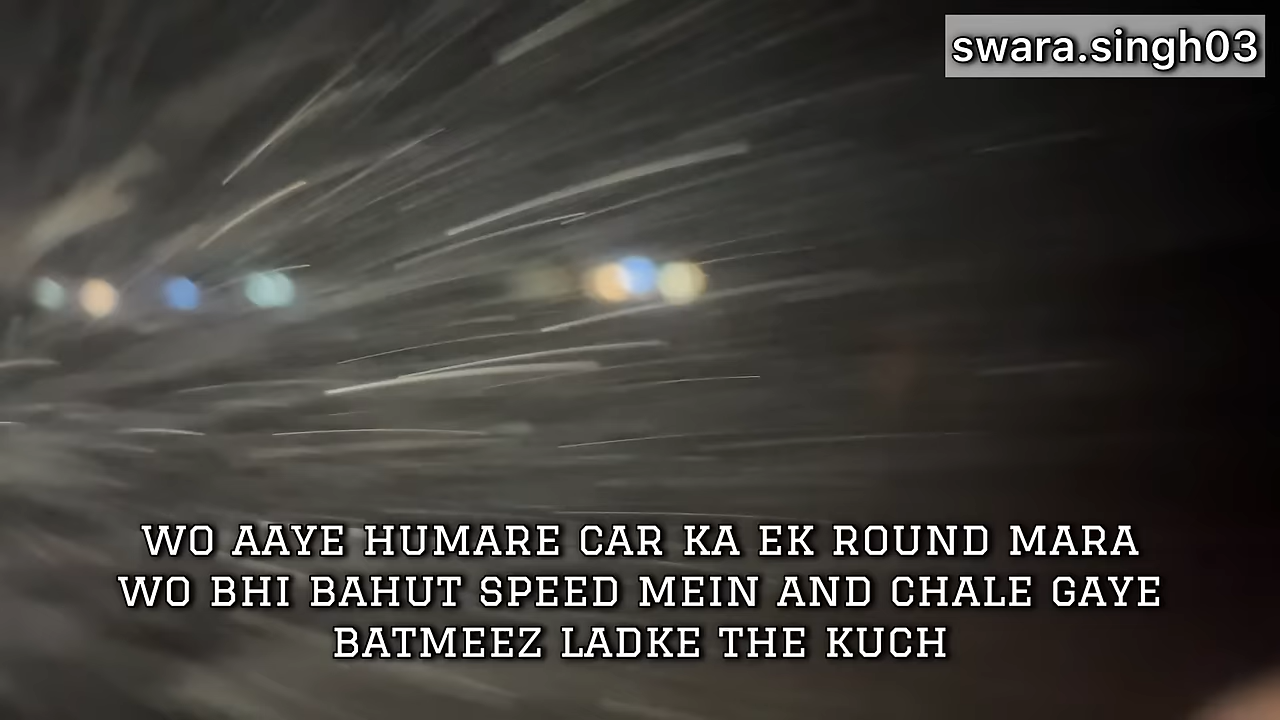 swara.singh03
WO AAYE HUMARE CAR KA EK ROUND MARA
WO BHI BAHUT SPEED MEIN AND CHALE GAYE
BATMEEZ LADKE THE KUCH